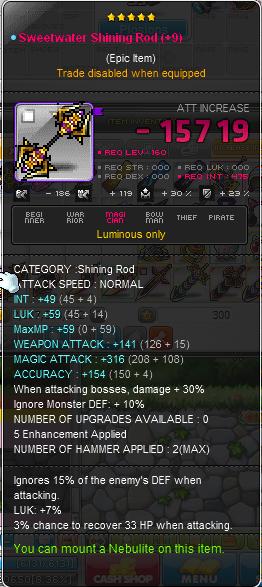 Sweetwater Shining Rod (+9)
(Epic Item)
Trade disabled when equipped
ATT INCREASE
- 15719
REQ LEV : 160
REQ STR : 000 REQ LUK : 000
REQ DEX : 000 REQ INT : 475
- 186 + 119 + 30 % + 23 %
BEGINNER WARRIOR MAGICIAN BOWMAN THIEF PIRATE
Luminous only
CATEGORY :Shining Rod
ATTACK SPEED : NORMAL
INT : +49 (45 + 4)
LUK : +59 (45 + 14)
MaxMP : +59 (0 + 59)
WEAPON ATTACK : +141 (126 + 15)
MAGIC ATTACK : +316 (208 + 108)
ACCURACY : +154 (150 + 4)
When attacking bosses, damage + 30%
Ignore Monster DEF: + 10%
NUMBER OF UPGRADES AVAILABLE : 0
5 Enhancement Applied
NUMBER OF HAMMER APPLIED : 2(MAX)
Ignores 15% of the enemy's DEF when
attacking.
LUK: +7%
3% chance to recover 33 HP when attacking.
You can mount a Nebulite on this item.
CASH SHOP MENU